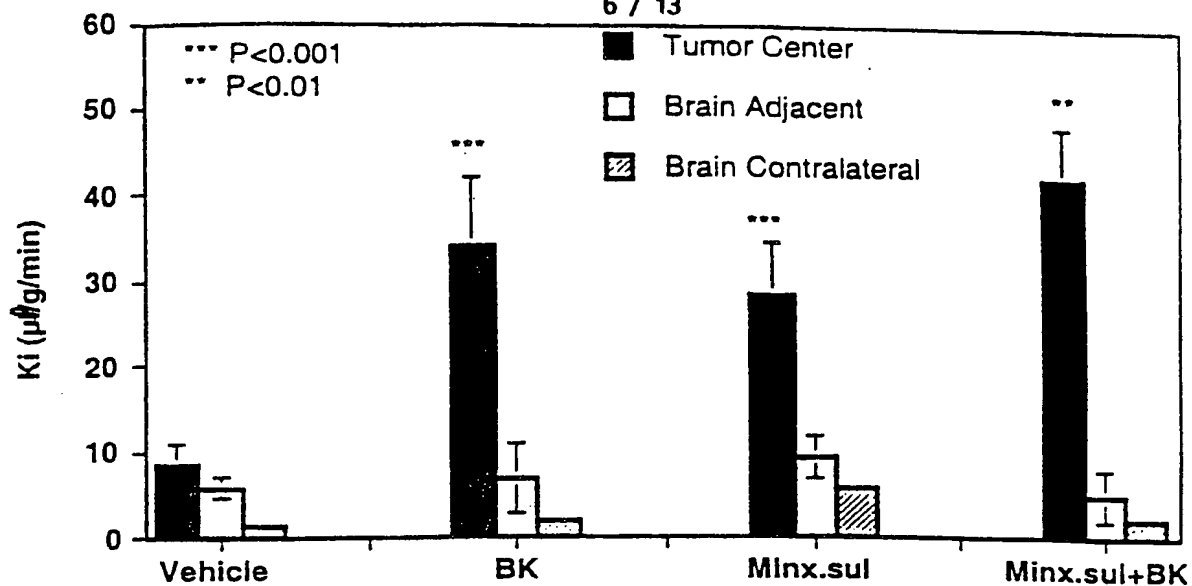 6 / 13
60
50
40
30
20
10
0
Ki (µl/g/min)
*** P<0.001
** P<0.01
Tumor Center
Brain Adjacent
Brain Contralateral
***
***
**
Vehicle
BK
Minx.sul
Minx.sul+BK